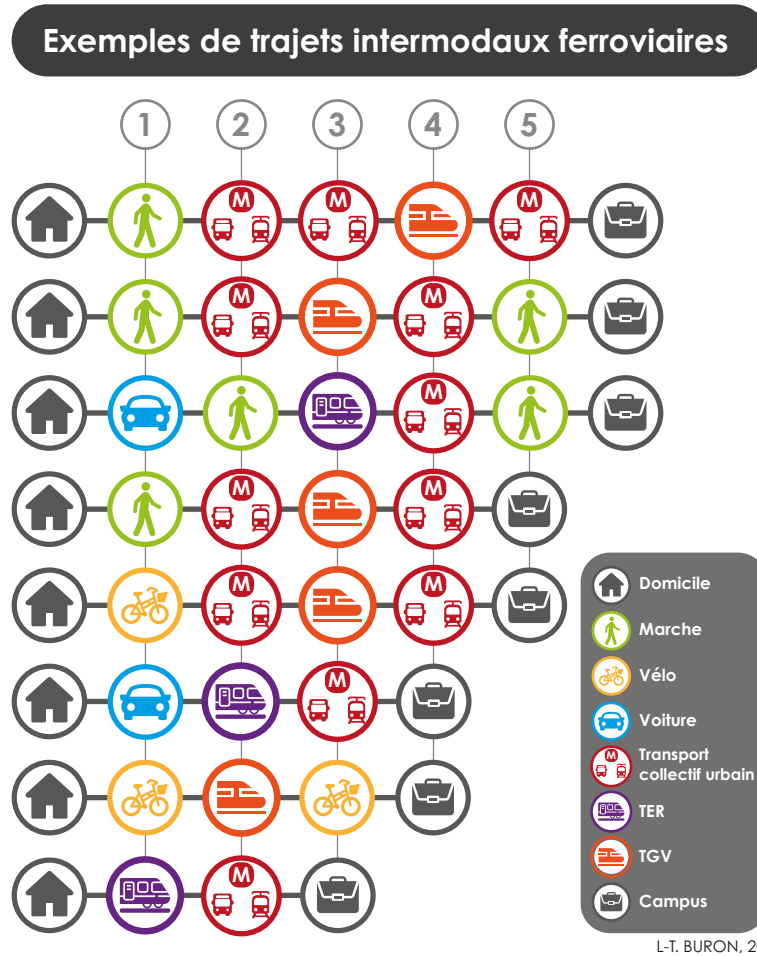 Exemples de trajets intermodaux ferroviaires
1 2 3 4 5
M M M
M M
M
M M
M M
M
M
Domicile
Marche
Vélo
Voiture
M Transport
collectif urbain
TER
TGV
Campus
L-T. BURON,